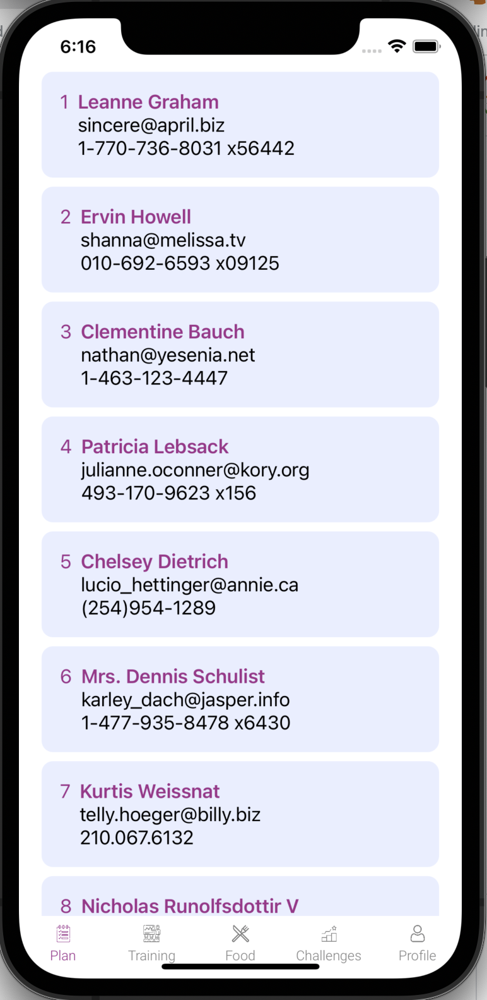 6:16
1 Leanne Graham
sincere@april.biz
1-770-736-8031 x56442
2 Ervin Howell
shanna@melissa.tv
010-692-6593 x09125
3 Clementine Bauch
nathan@yesenia.net
1-463-123-4447
4 Patricia Lebsack
julianne.oconner@kory.org
493-170-9623 x156
5 Chelsey Dietrich
lucio_hettinger@annie.ca
(254)954-1289
6 Mrs. Dennis Schulist
karley_dach@jasper.info
1-477-935-8478 x6430
7 Kurtis Weissnat
telly.hoeger@billy.biz
210.067.6132
8 Nicholas Runolfsdottir V
Plan Training Food Challenges Profile